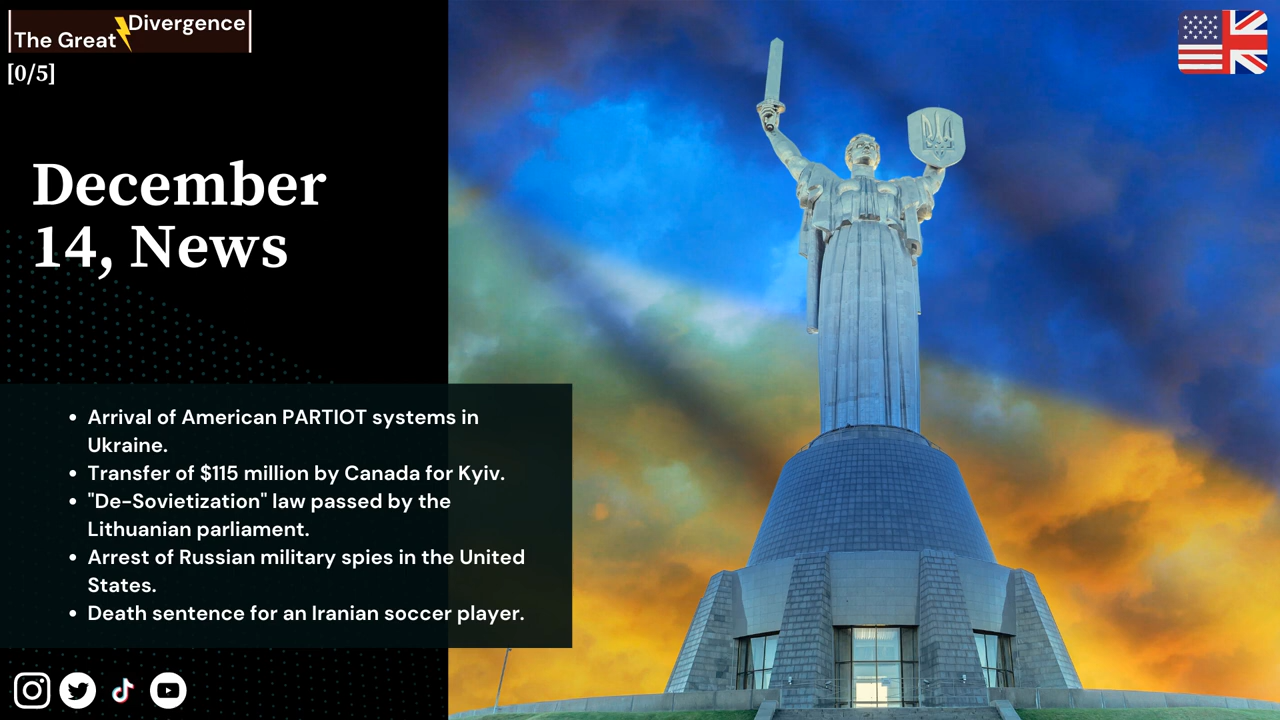 The Great Divergence
[0/5]
December
14, News
• Arrival of American PARTIOT systems in
Ukraine.
• Transfer of $115 million by Canada for Kyiv.
• "De-Sovietization" law passed by the
Lithuanian parliament.
• Arrest of Russian military spies in the United
States.
• Death sentence for an Iranian soccer player.